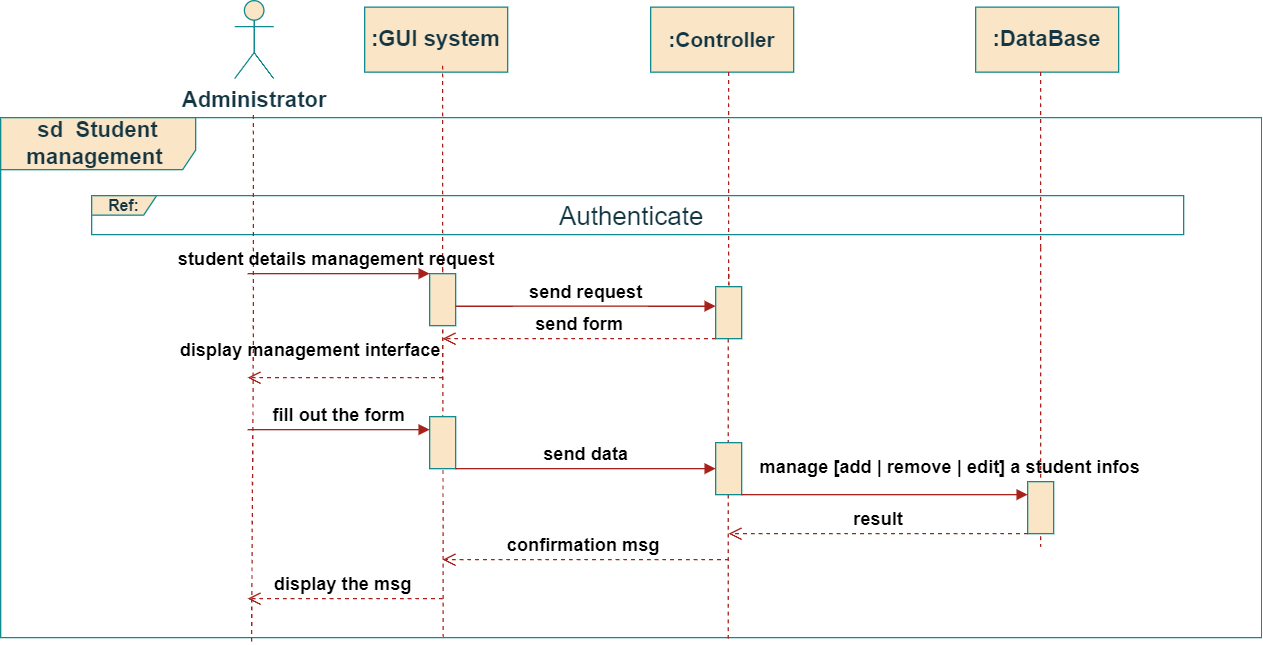 :GUI system
:Controller
:DataBase
Administrator
sd  Student
management
Ref:
Authenticate
student details management request
send request
send form
display management interface
fill out the form
send data
manage [add | remove | edit] a student infos
result
confirmation msg
display the msg